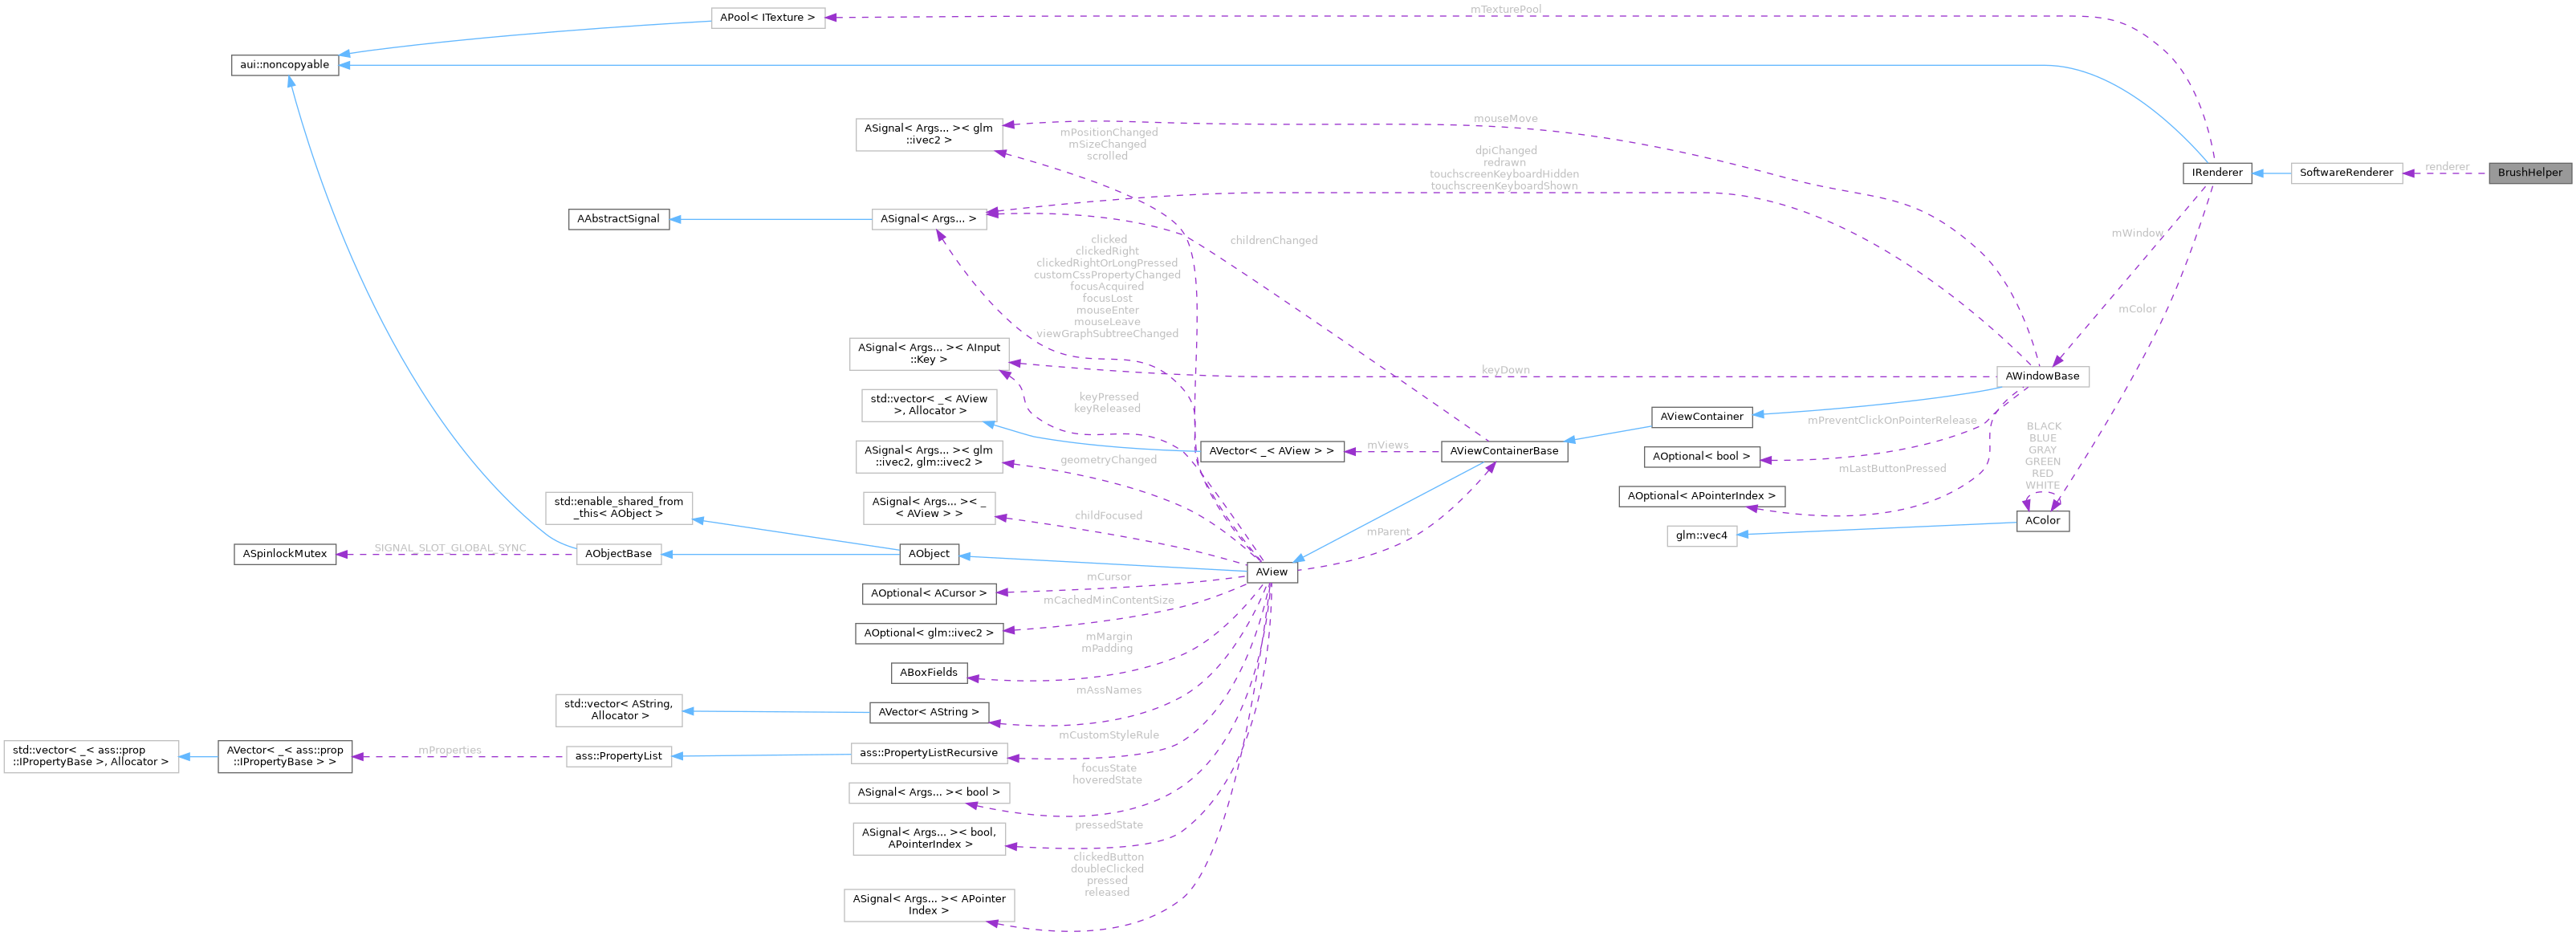 APool< ITexture >
mTexturePool
aui::noncopyable
ASignal< Args... >< glm
::ivec2 >
mPositionChanged
mSizeChanged
scrolled
mouseMove
dpiChanged
redrawn
touchscreenKeyboardHidden
touchscreenKeyboardShown
IRenderer
SoftwareRenderer
renderer
BrushHelper
AAbstractSignal
ASignal< Args... >
childrenChanged
mWindow
clicked
clickedRight
clickedRightOrLongPressed
customCssPropertyChanged
focusAcquired
focusLost
mouseEnter
mouseLeave
viewGraphSubtreeChanged
mColor
ASignal< Args... >< AInput
::Key >
keyDown
AWindowBase
std::vector< _< AView
>, Allocator >
keyPressed
keyReleased
AViewContainer
mPreventClickOnPointerRelease
ASignal< Args... >< glm
::ivec2, glm::ivec2 >
geometryChanged
AVector< _< AView > >
mViews
AViewContainerBase
AOptional< bool >
mLastButtonPressed
BLACK
BLUE
GRAY
GREEN
RED
WHITE
AOptional< APointerIndex >
std::enable_shared_from
_this< AObject >
ASignal< Args... >< _
< AView > >
childFocused
mParent
glm::vec4
AColor
ASpinlockMutex
SIGNAL_SLOT_GLOBAL_SYNC
AObjectBase
AObject
AView
AOptional< ACursor >
mCursor
mCachedMinContentSize
AOptional< glm::ivec2 >
mMargin
mPadding
ABoxFields
mAssNames
std::vector< AString,
Allocator >
AVector< AString >
mCustomStyleRule
std::vector< _< ass::prop
::IPropertyBase >, Allocator >
AVector< _< ass::prop
::IPropertyBase > >
mProperties
ass::PropertyList
ass::PropertyListRecursive
focusState
hoveredState
ASignal< Args... >< bool >
pressedState
ASignal< Args... >< bool,
APointerIndex >
clickedButton
doubleClicked
pressed
released
ASignal< Args... >< APointer
Index >